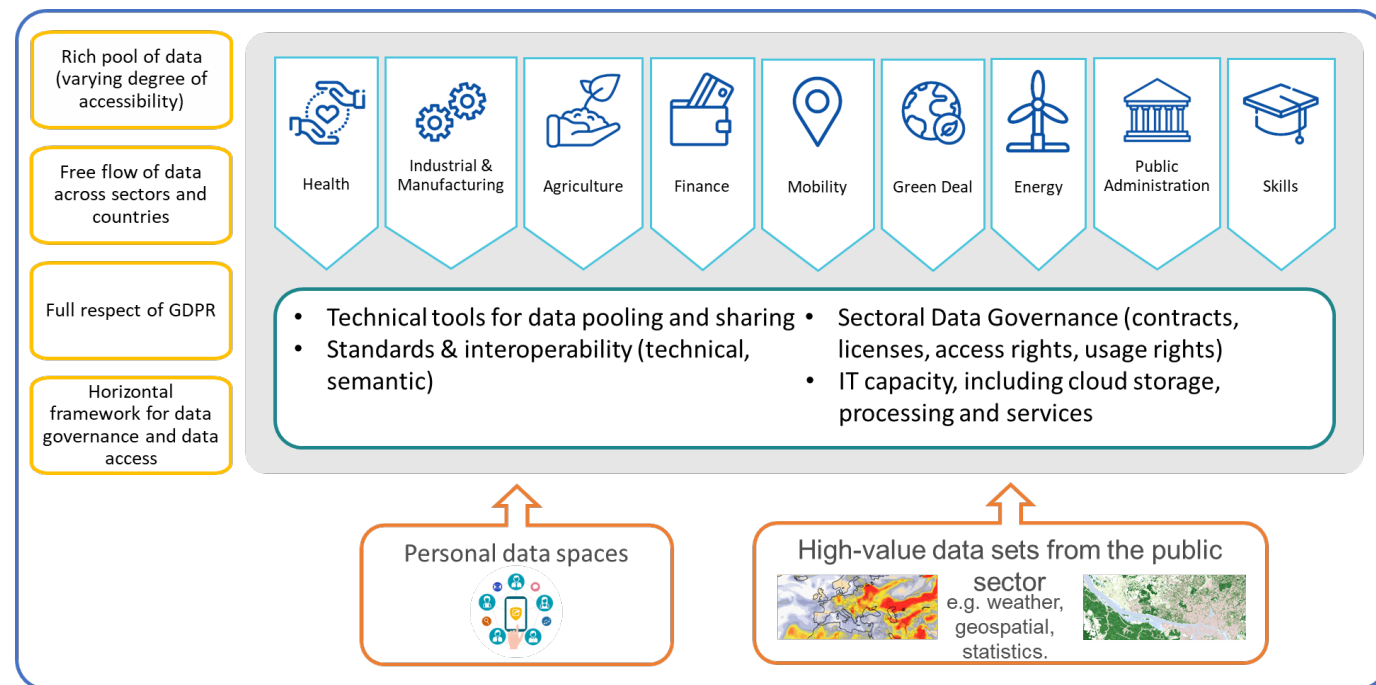 Rich pool of data
(varying degree of
accessibility)
Free flow of data
across sectors and
countries
Full respect of GDPR
Horizontal
framework for data
governance and data
access
Health
Industrial &
Manufacturing
Agriculture
Finance
Mobility
Green Deal
Energy
Public
Administration
Skills
• Technical tools for data pooling and sharing
• Standards & interoperability (technical,
semantic)
• Sectoral Data Governance (contracts,
licenses, access rights, usage rights)
• IT capacity, including cloud storage,
processing and services
Personal data spaces
High-value data sets from the public
sector
e.g. weather,
geospatial,
statistics.